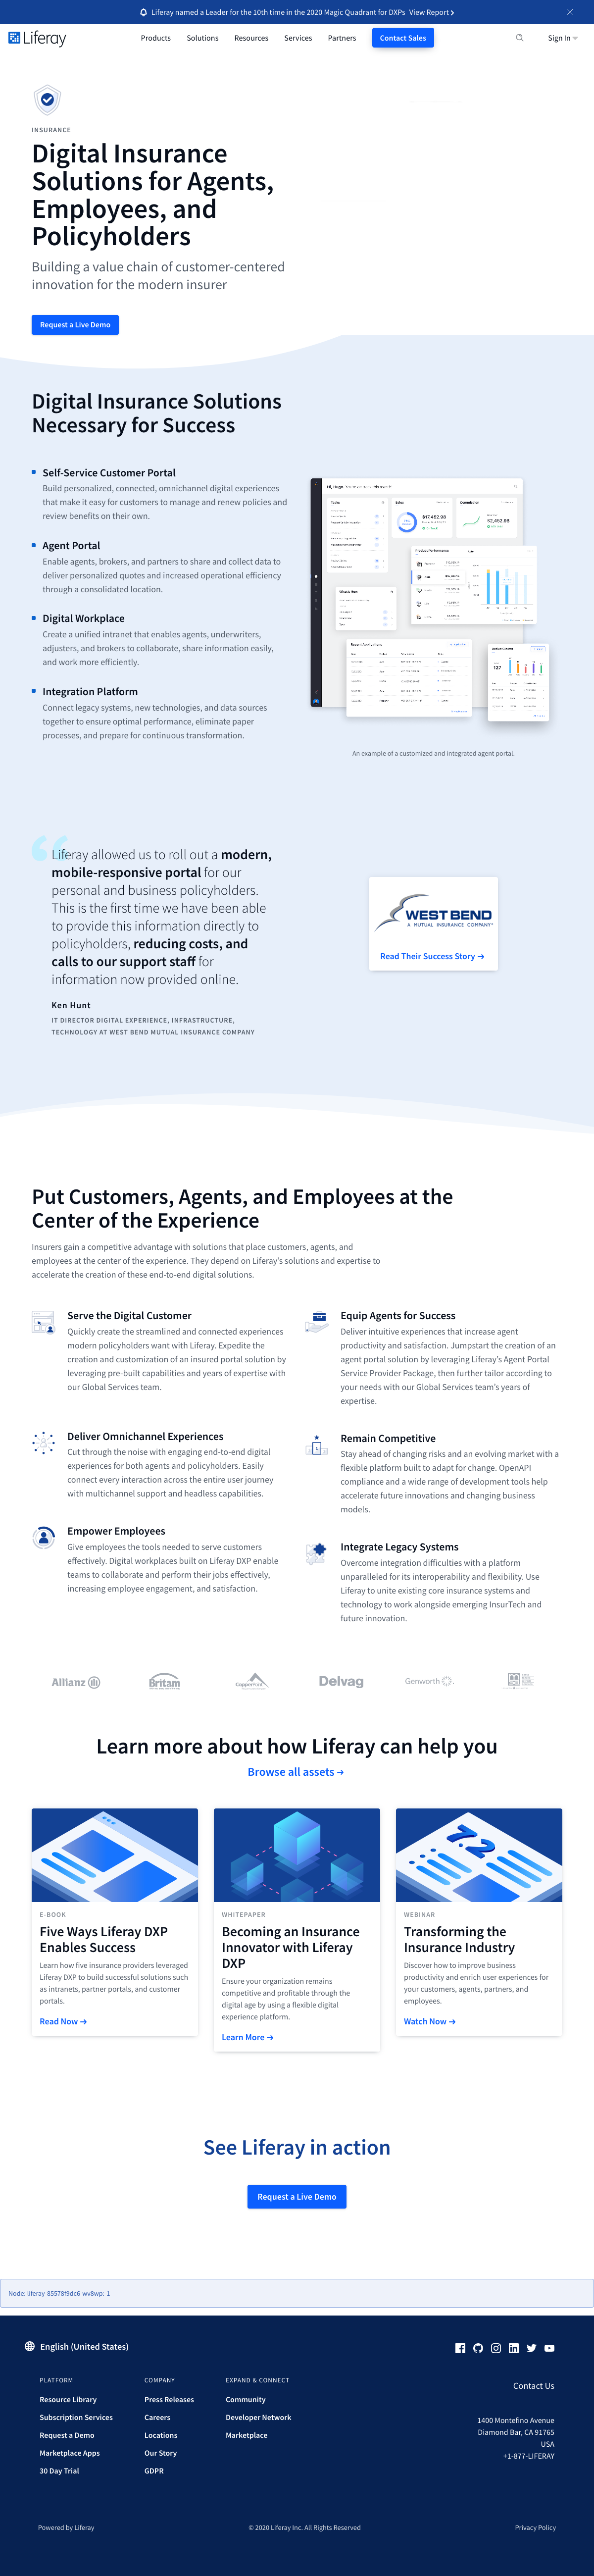 Liferay named a Leader for the 10th time in the 2020 Magic Quadrant for DXPs View Report
Liferay
Products
Solutions
Resources
Services
Partners
Contact Sales
Sign In
INSURANCE
Digital Insurance
Solutions for Agents,
Employees, and
Policyholders
Building a value chain of customer-centered
innovation for the modern insurer
Request a Live Demo
Digital Insurance Solutions
Necessary for Success
Self-Service Customer Portal
Build personalized, connected, omnichannel digital experiences
that make it easy for customers to manage and renew policies and
review benefits on their own.
Agent Portal
Enable agents, brokers, and partners to share and collect data to
deliver personalized quotes and increased operational efficiency
through a consolidated location.
Digital Workplace
Create a unified intranet that enables agents, underwriters,
adjusters, and brokers to collaborate, share information easily,
and work more efficiently.
Integration Platform
Connect legacy systems, new technologies, and data sources
together to ensure optimal performance, eliminate paper
processes, and prepare for continuous transformation.
$17,452.98
$2,452.98
Product Performance
What's New
Recent Applications
Active Claims
127
An example of a customized and integrated agent portal.
Liferay allowed us to roll out a modern,
mobile-responsive portal for our
personal and business policyholders.
This is the first time we have been able
to provide this information directly to
policyholders, reducing costs, and
calls to our support staff for
information now provided online.
Ken Hunt
IT DIRECTOR DIGITAL EXPERIENCE, INFRASTRUCTURE,
TECHNOLOGY AT WEST BEND MUTUAL INSURANCE COMPANY
WEST BEND
A MUTUAL INSURANCE COMPANY
Read Their Success Story →
Put Customers, Agents, and Employees at the
Center of the Experience
Insurers gain a competitive advantage with solutions that place customers, agents, and
employees at the center of the experience. They depend on Liferay's solutions and expertise to
accelerate the creation of these end-to-end digital solutions.
Serve the Digital Customer
Quickly create the streamlined and connected experiences
modern policyholders want with Liferay. Expedite the
creation and customization of an insured portal solution by
leveraging pre-built capabilities and years of expertise with
our Global Services team.
Equip Agents for Success
Deliver intuitive experiences that increase agent
productivity and satisfaction. Jumpstart the creation of an
agent portal solution by leveraging Liferay's Agent Portal
Service Provider Package, then further tailor according to
your needs with our Global Services team's years of
expertise.
Deliver Omnichannel Experiences
Cut through the noise with engaging end-to-end digital
experiences for both agents and policyholders. Easily
connect every interaction across the entire user journey
with multichannel support and headless capabilities.
Remain Competitive
Stay ahead of changing risks and an evolving market with a
flexible platform built to adapt for change. OpenAPI
compliance and a wide range of development tools help
accelerate future innovations and changing business
models.
Empower Employees
Give employees the tools needed to serve customers
effectively. Digital workplaces built on Liferay DXP enable
teams to collaborate and perform their jobs effectively,
increasing employee engagement, and satisfaction.
Integrate Legacy Systems
Overcome integration difficulties with a platform
unparalleled for its interoperability and flexibility. Use
Liferay to unite existing core insurance systems and
technology to work alongside emerging InsurTech and
future innovation.
Allianz
Britam
CopperPoint
Delvag
Genworth
Learn more about how Liferay can help you
Browse all assets →
E-BOOK
Five Ways Liferay DXP
Enables Success
Learn how five insurance providers leveraged
Liferay DXP to build successful solutions such
as intranets, partner portals, and customer
portals.
Read Now →
WHITEPAPER
Becoming an Insurance
Innovator with Liferay
DXP
Ensure your organization remains
competitive and profitable through the
digital age by using a flexible digital
experience platform.
Learn More →
72
WEBINAR
Transforming the
Insurance Industry
Discover how to improve business
productivity and enrich user experiences for
your customers, agents, partners, and
employees.
Watch Now →
See Liferay in action
Request a Live Demo
Node: liferay-85578f9dc6-wv8wp:-1
English (United States)
PLATFORM
Resource Library
Subscription Services
Request a Demo
Marketplace Apps
30 Day Trial
COMPANY
Press Releases
Careers
Locations
Our Story
GDPR
EXPAND & CONNECT
Community
Developer Network
Marketplace
Contact Us
1400 Montefino Avenue
Diamond Bar, CA 91765
USA
+1-877-LIFERAY
Powered by Liferay
© 2020 Liferay Inc. All Rights Reserved
Privacy Policy